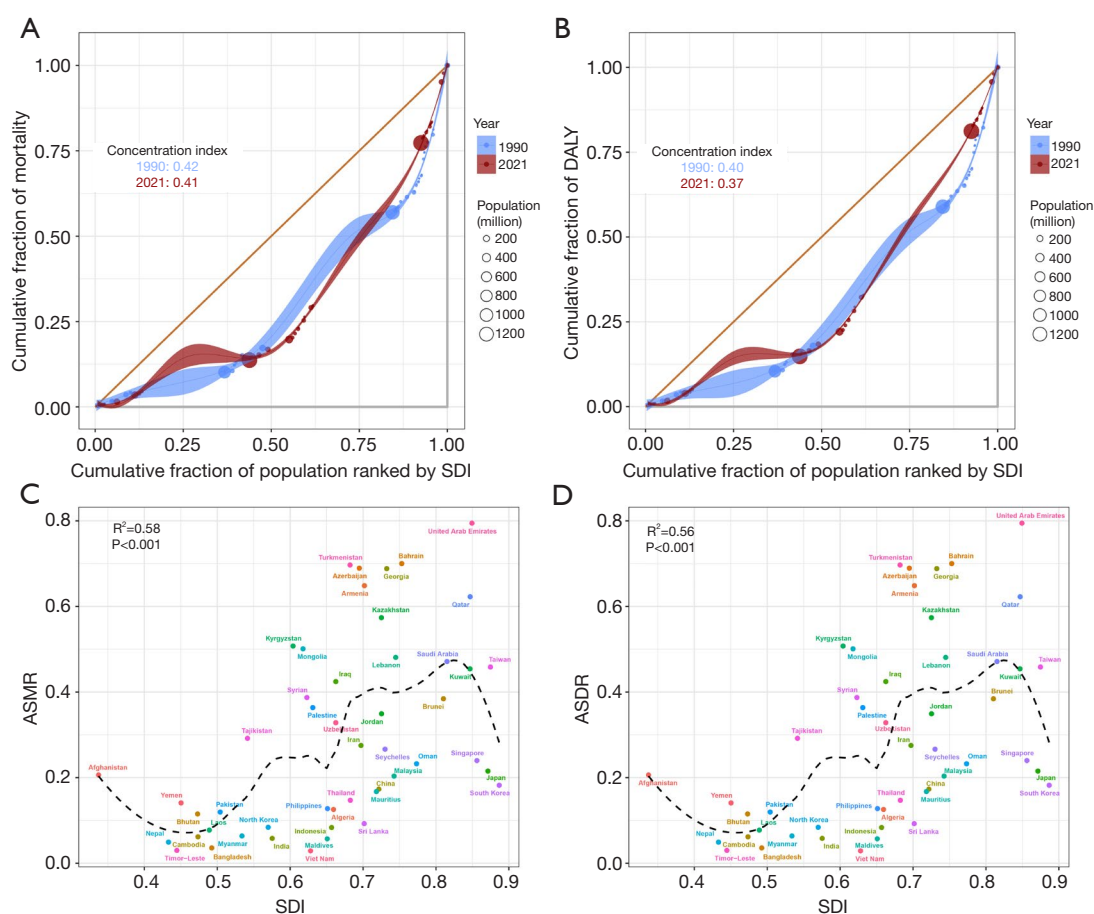 A
Cumulative fraction of mortality
1.00
0.75
0.50
0.25
0.00
Concentration index
1990: 0.42
2021: 0.41
0.00 0.25 0.50 0.75 1.00
Cumulative fraction of population ranked by SDI
Year
1990
2021
Population
(million)
200
400
600
800
1000
1200
B
Cumulative fraction of DALY
1.00
0.75
0.50
0.25
0.00
Concentration index
1990: 0.40
2021: 0.37
0.00 0.25 0.50 0.75 1.00
Cumulative fraction of population ranked by SDI
Year
1990
2021
Population
(million)
200
400
600
800
1000
1200
C
ASMR
0.8
0.6
0.4
0.2
0.0
R²=0.58
P<0.001
United Arab Emirates
Turkmenistan
Bahrain
Azerbaijan
Georgia
Armenia
Qatar
Kazakhstan
Kyrgyzstan
Mongolia
Lebanon
Saudi Arabia
Taiwan
Kuwait
Iraq
Syrian
Brunei
Palestine
Jordan
Uzbekistan
Tajikistan
Iran
Seychelles
Oman
Singapore
Malaysia
Japan
South Korea
Afghanistan
China
Mauritius
Yemen
Thailand
Pakistan
Philippines
Algeria
Bhutan
Laos
North Korea
Indonesia
Sri Lanka
Nepal
Cambodia
Myanmar
India
Maldives
Timor−Leste
Bangladesh
Viet Nam
0.4 0.5 0.6 0.7 0.8 0.9
SDI
D
ASDR
0.8
0.6
0.4
0.2
0.0
R²=0.56
P<0.001
United Arab Emirates
Turkmenistan
Bahrain
Azerbaijan
Georgia
Armenia
Qatar
Kazakhstan
Kyrgyzstan
Mongolia
Lebanon
Saudi Arabia
Taiwan
Kuwait
Iraq
Syrian
Brunei
Palestine
Jordan
Uzbekistan
Tajikistan
Iran
Seychelles
Oman
Singapore
Malaysia
Japan
South Korea
Afghanistan
China
Mauritius
Yemen
Thailand
Pakistan
Philippines
Algeria
Bhutan
Laos
North Korea
Indonesia
Sri Lanka
Nepal
Cambodia
Myanmar
India
Maldives
Timor−Leste
Bangladesh
Viet Nam
0.4 0.5 0.6 0.7 0.8 0.9
SDI